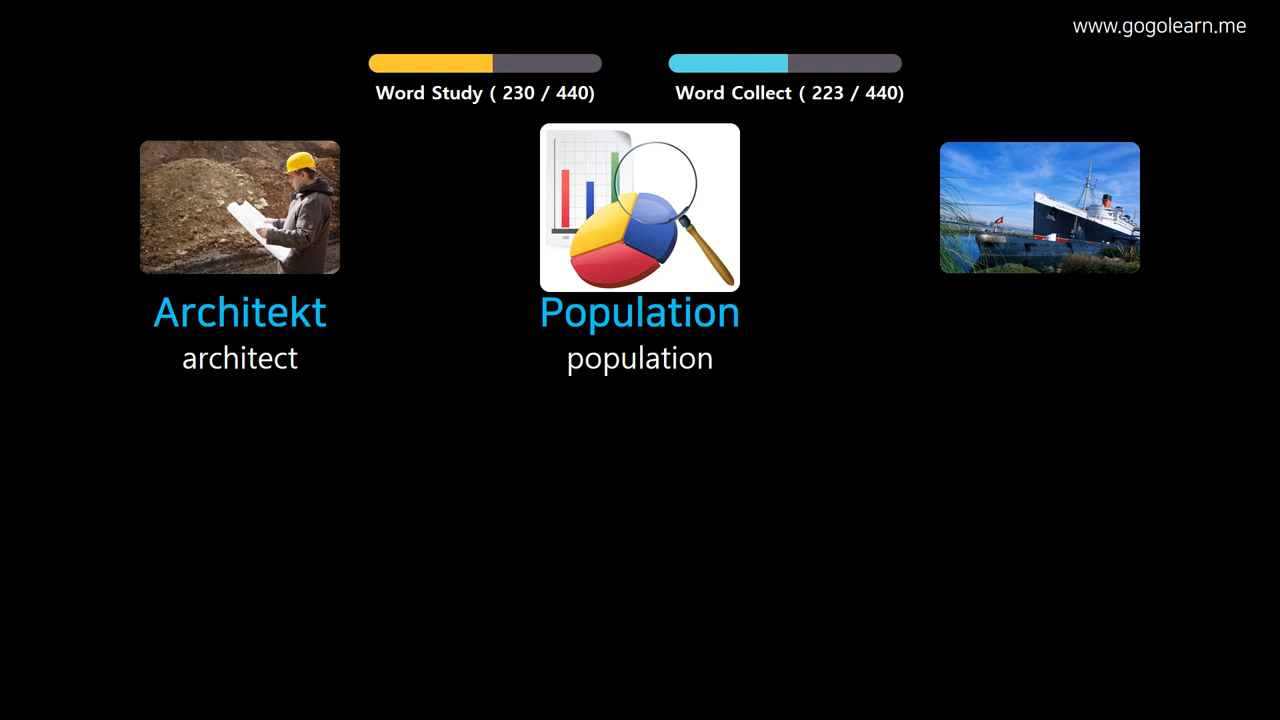 www.gogolearn.me
Word Study ( 230 / 440)
Word Collect ( 223 / 440)
Architekt
architect
Population
population